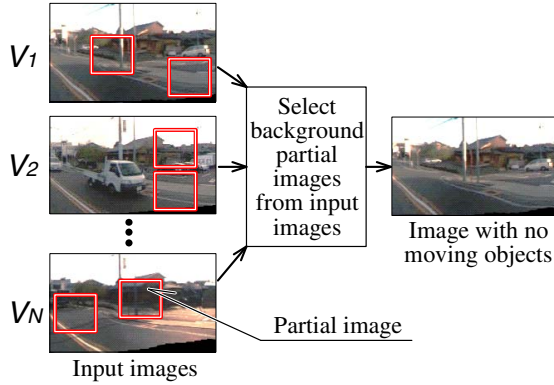 V1
V2
VN
Input images
Select
background
partial
images
from input
images
Partial image
Image with no
moving objects